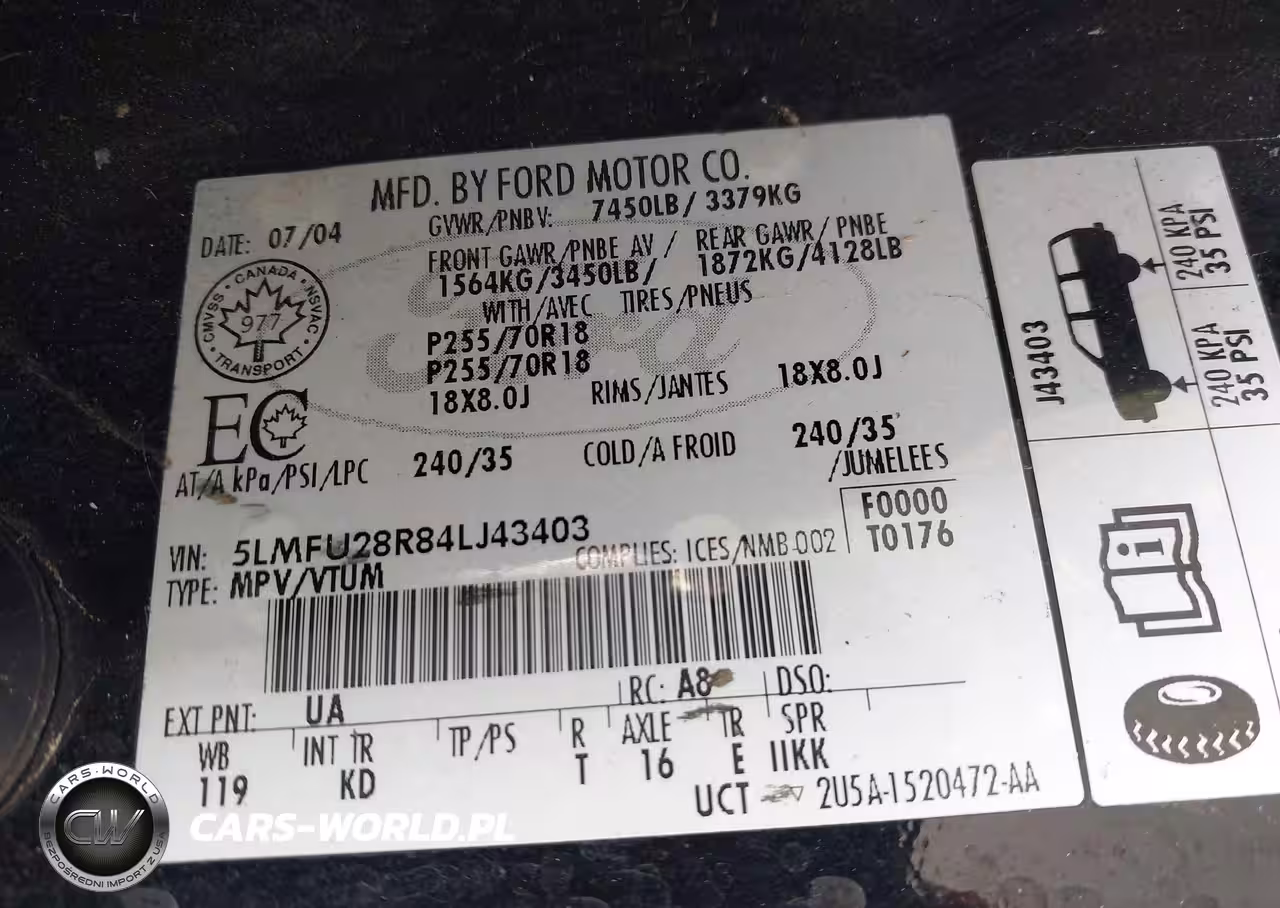 MFD. BY FORD MOTOR CO.
DATE: 07/04
GVWR/PNBV: 7450LB/ 3379KG
FRONT GAWR/PNBE AV/ REAR GAWR/PNBE
1564KG/3450LB/ 1872KG/4128LB
WITH/AVEC TIRES/PNEUS
P255/70R18
P255/70R18
18X8.0J RIMS/JANTES 18X8.0J
CANADA
CMVSS NSVAC
977
TRANSPORT
EC
AT/A kPa/PSI/LPC 240/35 COLD/A FROID 240/35
/JUMELEES
VIN: 5LMFU28R84LJ43403
F0000
T0176
TYPE: MPV/VTUM COMPLIES: ICES/NMB-002
EXT PNT: UA RC: A8 DSO:
WB INT TR TP/PS R AXLE TR SPR
119 KD T 16 E IIKK
UCT 2U5A-1520472-AA
J43403
240 KPA
35 PSI
240 KPA
35 PSI
i
CARS-WORLD
CW
BEZPOŚREDNI IMPORT Z USA
CARS-WORLD.PL